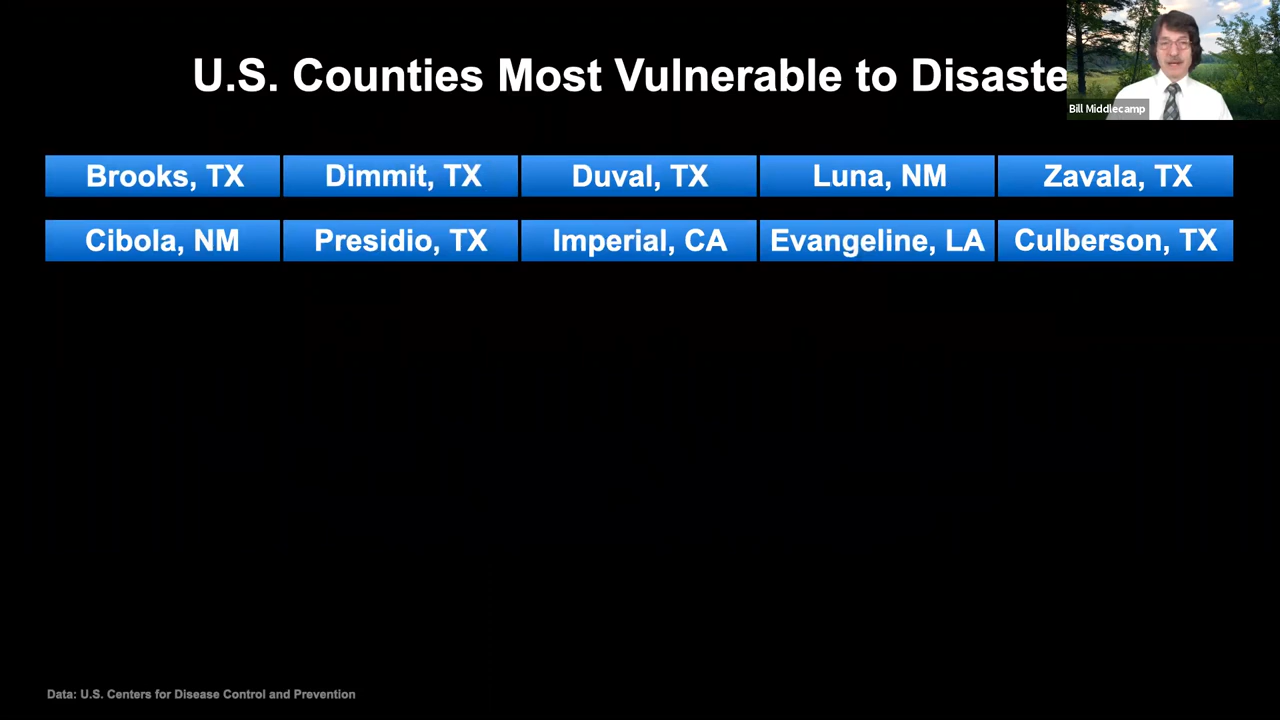 U.S. Counties Most Vulnerable to Disaste
Bill Middlecamp
Brooks, TX Dimmit, TX Duval, TX Luna, NM Zavala, TX
Cibola, NM Presidio, TX Imperial, CA Evangeline, LA Culberson, TX
Data: U.S. Centers for Disease Control and Prevention